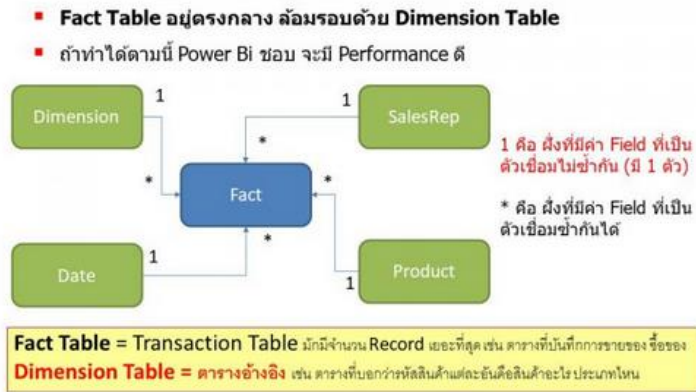 ▪ Fact Table อยู่ตรงกลาง ล้อมรอบด้วย Dimension Table
▪ ถ้าทำได้ตามนี้ Power Bi ชอบ จะมี Performance ดี
Dimension
1
1
SalesRep
*
*
Fact
*
*
Date
1
1
Product
1 คือ ฝั่งที่มีค่า Field ที่เป็น
ตัวเชื่อมไม่ซ้ำกัน (มี 1 ตัว)
* คือ ฝั่งที่มีค่า Field ที่เป็น
ตัวเชื่อมซ้ำกันได้
Fact Table = Transaction Table มักมีจำนวน Record เยอะที่สุด เช่น ตารางที่บันทึกการขายของ ซื้อของ
Dimension Table = ตารางอ้างอิง เช่น ตารางที่บอกว่ารหัสสินค้าแต่ละอันคือสินค้าอะไร ประเภทไหน